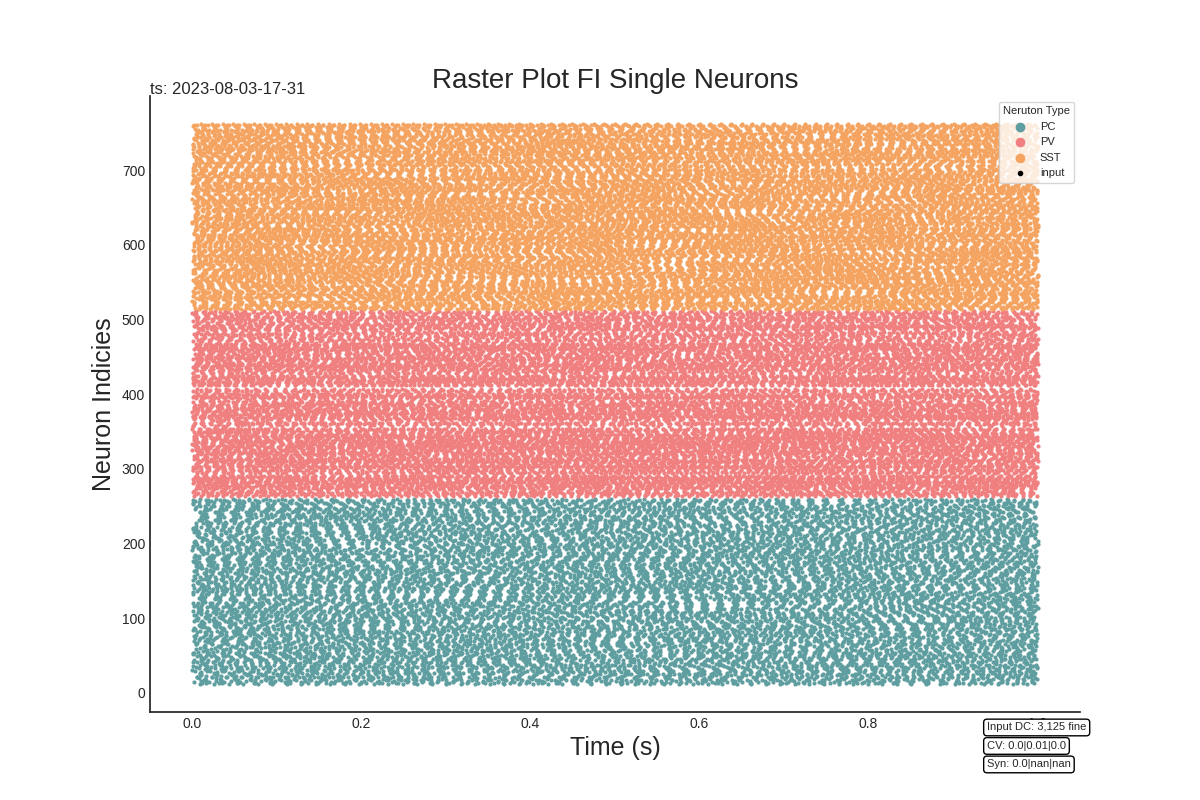 Raster Plot FI Single Neurons
ts: 2023-08-03-17-31
Neruton Type
PC
PV
SST
input
Neuron Indicies
700
600
500
400
300
200
100
0
0.0 0.2 0.4 0.6 0.8
Time (s)
Input DC: 3,125 fine
CV: 0.0|0.01|0.0
Syn: 0.0|nan|nan